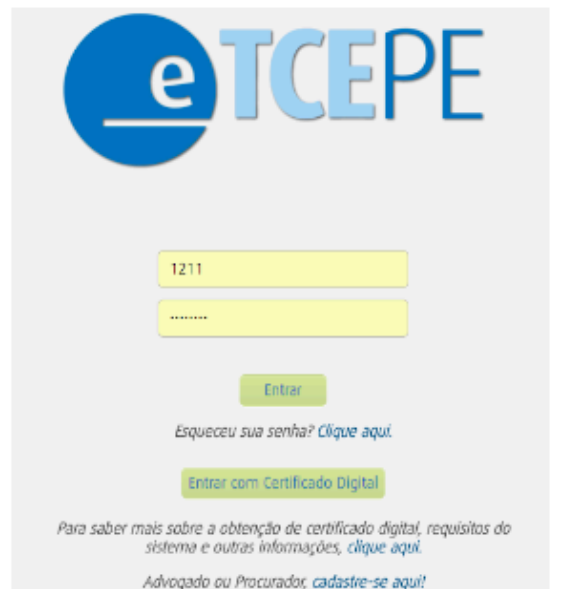 e TCEPE
1211
Entrar
Esqueceu sua senha? Clique aqui.
Entrar com Certificado Digital
Para saber mais sobre a obtenção de certificado digital, requisitos do
sistema e outras informações, clique aqui.
Advogado ou Procurador, cadastre-se aqui!